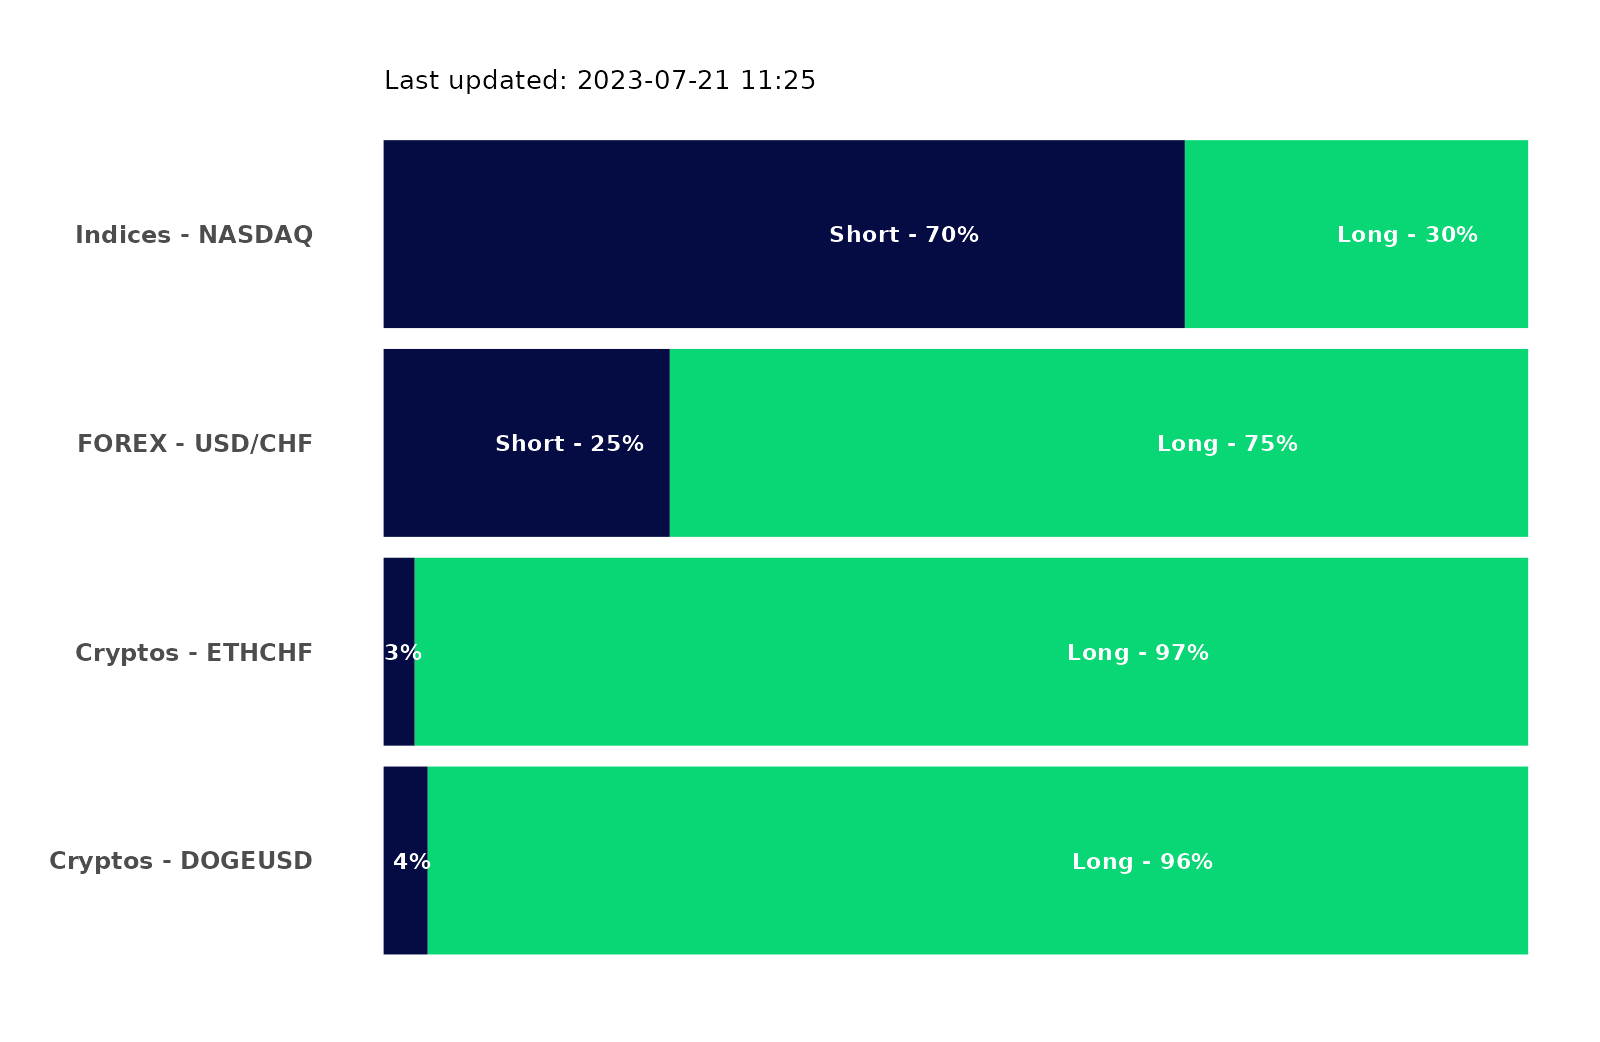 Last updated: 2023-07-21 11:25
Indices - NASDAQ
Short - 70%
Long - 30%
FOREX - USD/CHF
Short - 25%
Long - 75%
Cryptos - ETHCHF
3%
Long - 97%
Cryptos - DOGEUSD
4%
Long - 96%